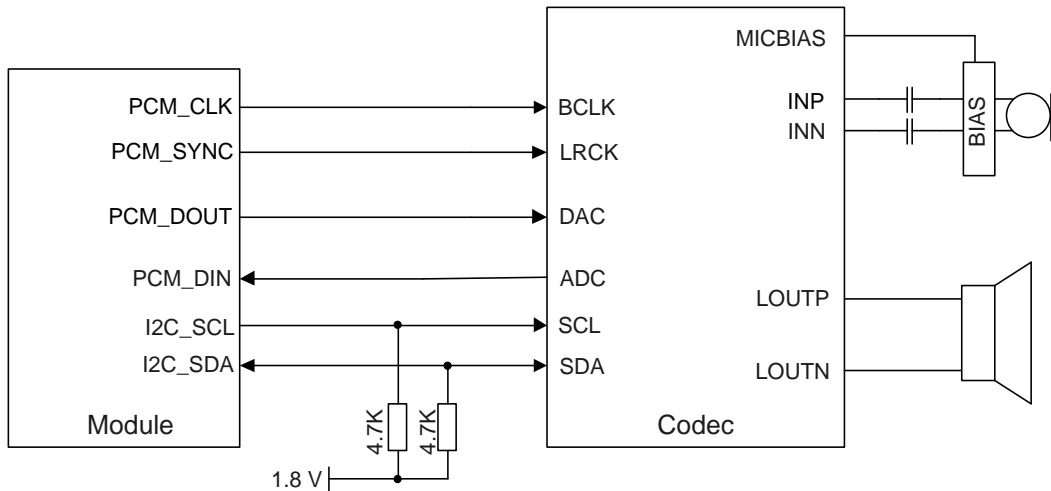 MICBIAS
PCM_CLK
BCLK
INP
INN
BIAS
PCM_SYNC
LRCK
PCM_DOUT
DAC
PCM_DIN
ADC
LOUTP
I2C_SCL
SCL
I2C_SDA
SDA
LOUTN
4.7K
4.7K
Module
Codec
1.8 V